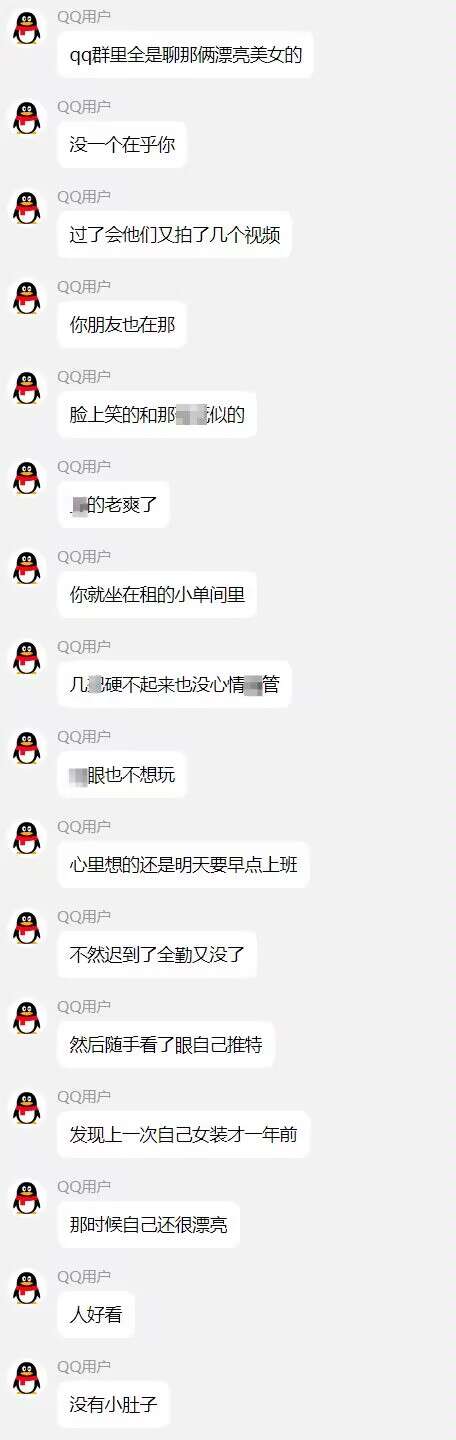 QQ用户
qq群里全是聊那俩漂亮美女的
QQ用户
没一个在乎你
QQ用户
过了会他们又拍了几个视频
QQ用户
你朋友也在那
QQ用户
脸上笑的和那似的
QQ用户
的老爽了
QQ用户
你就坐在租的小单间里
QQ用户
几硬不起来也没心情管
QQ用户
眼也不想玩
QQ用户
心里想的还是明天要早点上班
QQ用户
不然迟到了全勤又没了
QQ用户
然后随手看了眼自己推特
QQ用户
发现上一次自己女装才一年前
QQ用户
那时候自己还很漂亮
QQ用户
人好看
QQ用户
没有小肚子